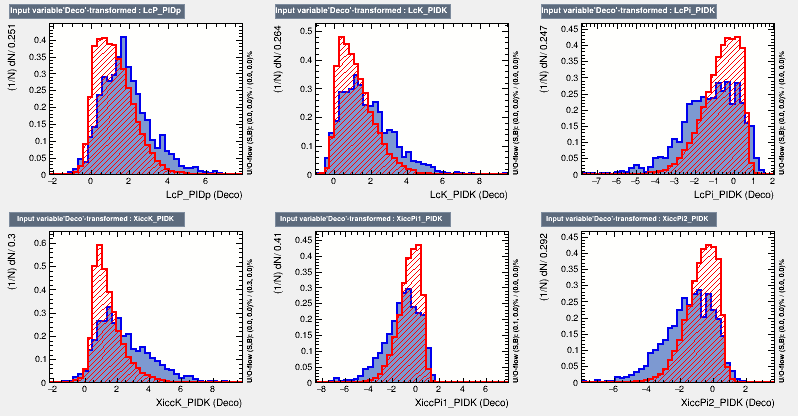 Input variable'Deco'-transformed : LcP_PIDp
(1/N) dN/ 0.251
0.4
0.35
0.3
0.25
0.2
0.15
0.1
0.05
0
−2 0 2 4 6
LcP_PIDp (Deco)
U/O-flow (S,B): (0.0, 0.0)% / (0.0, 0.0)%
Input variable'Deco'-transformed : LcK_PIDK
(1/N) dN/ 0.264
0.5
0.4
0.3
0.2
0.1
0
−2 0 2 4 6 8
LcK_PIDK (Deco)
U/O-flow (S,B): (0.0, 0.0)% / (0.0, 0.0)%
Input variable'Deco'-transformed : LcPi_PIDK
(1/N) dN/ 0.247
0.45
0.4
0.35
0.3
0.25
0.2
0.15
0.1
0.05
0
−7 −6 −5 −4 −3 −2 −1 0 1 2
LcPi_PIDK (Deco)
U/O-flow (S,B): (0.0, 0.0)% / (0.0, 0.0)%
Input variable'Deco'-transformed : XiccK_PIDK
(1/N) dN/ 0.3
0.6
0.5
0.4
0.3
0.2
0.1
0
−2 0 2 4 6 8
XiccK_PIDK (Deco)
U/O-flow (S,B): (0.0, 0.0)% / (0.3, 0.0)%
Input variable'Deco'-transformed : XiccPi1_PIDK
(1/N) dN/ 0.41
0.45
0.4
0.35
0.3
0.25
0.2
0.15
0.1
0.05
0
−8 −6 −4 −2 0 2 4 6
XiccPi1_PIDK (Deco)
U/O-flow (S,B): (0.1, 0.0)% / (0.0, 0.0)%
Input variable'Deco'-transformed : XiccPi2_PIDK
(1/N) dN/ 0.292
0.45
0.4
0.35
0.3
0.25
0.2
0.15
0.1
0.05
0
−6 −4 −2 0 2
XiccPi2_PIDK (Deco)
U/O-flow (S,B): (0.0, 0.0)% / (0.0, 0.0)%